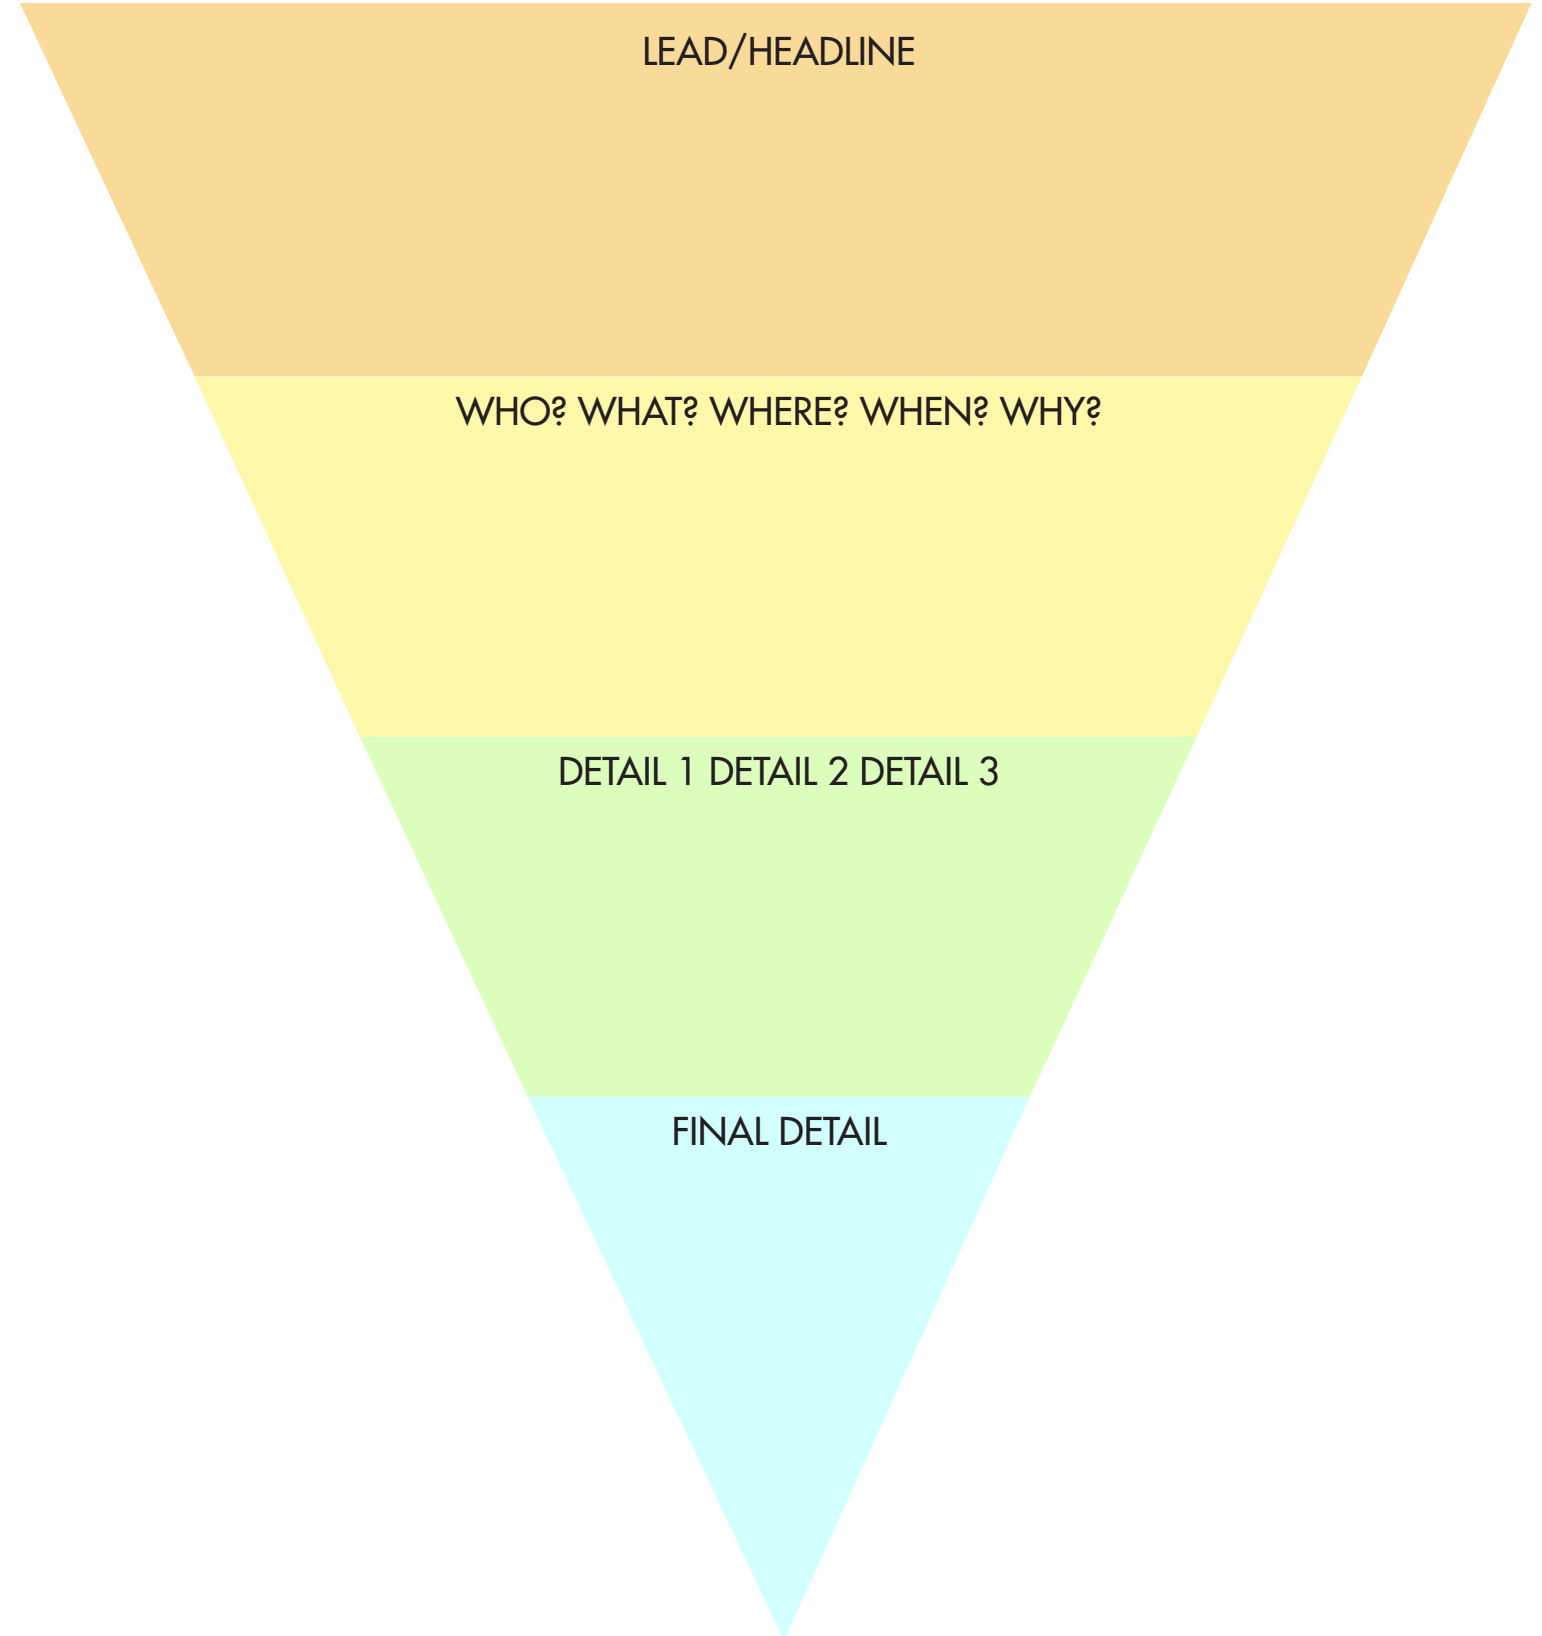 LEAD/HEADLINE
WHO? WHAT? WHERE? WHEN? WHY?
DETAIL 1 DETAIL 2 DETAIL 3
FINAL DETAIL